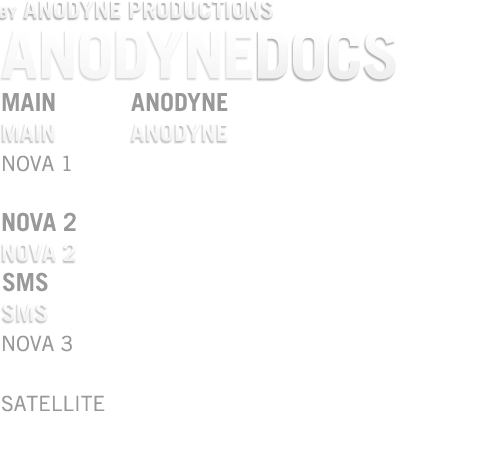 BY ANODYNE PRODUCTIONS
ANODYNEDOCS
MAIN ANODYNE
MAIN ANODYNE
NOVA 1
NOVA 2
NOVA 2
SMS
SMS
NOVA 3
SATELLITE